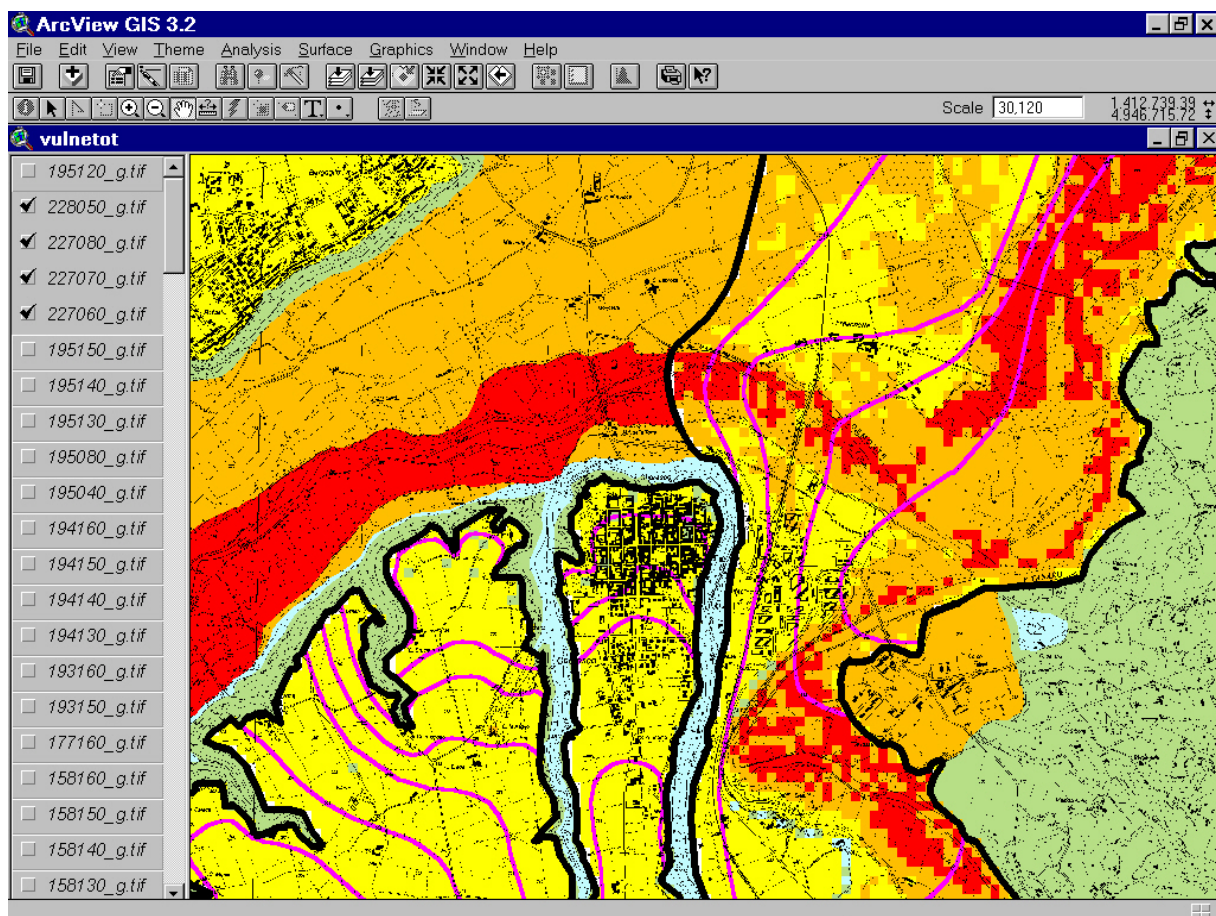 ArcView GIS 3.2
File Edit View Theme Analysis Surface Graphics Window Help
Scale 30,120
1.412.739.39
4.946.715.72
vulnetot
195120_g.tif
228050_g.tif
227080_g.tif
227070_g.tif
227060_g.tif
195150_g.tif
195140_g.tif
195130_g.tif
195080_g.tif
195040_g.tif
194160_g.tif
194150_g.tif
194140_g.tif
194130_g.tif
193160_g.tif
193150_g.tif
177160_g.tif
158160_g.tif
158150_g.tif
158140_g.tif
158130_g.tif